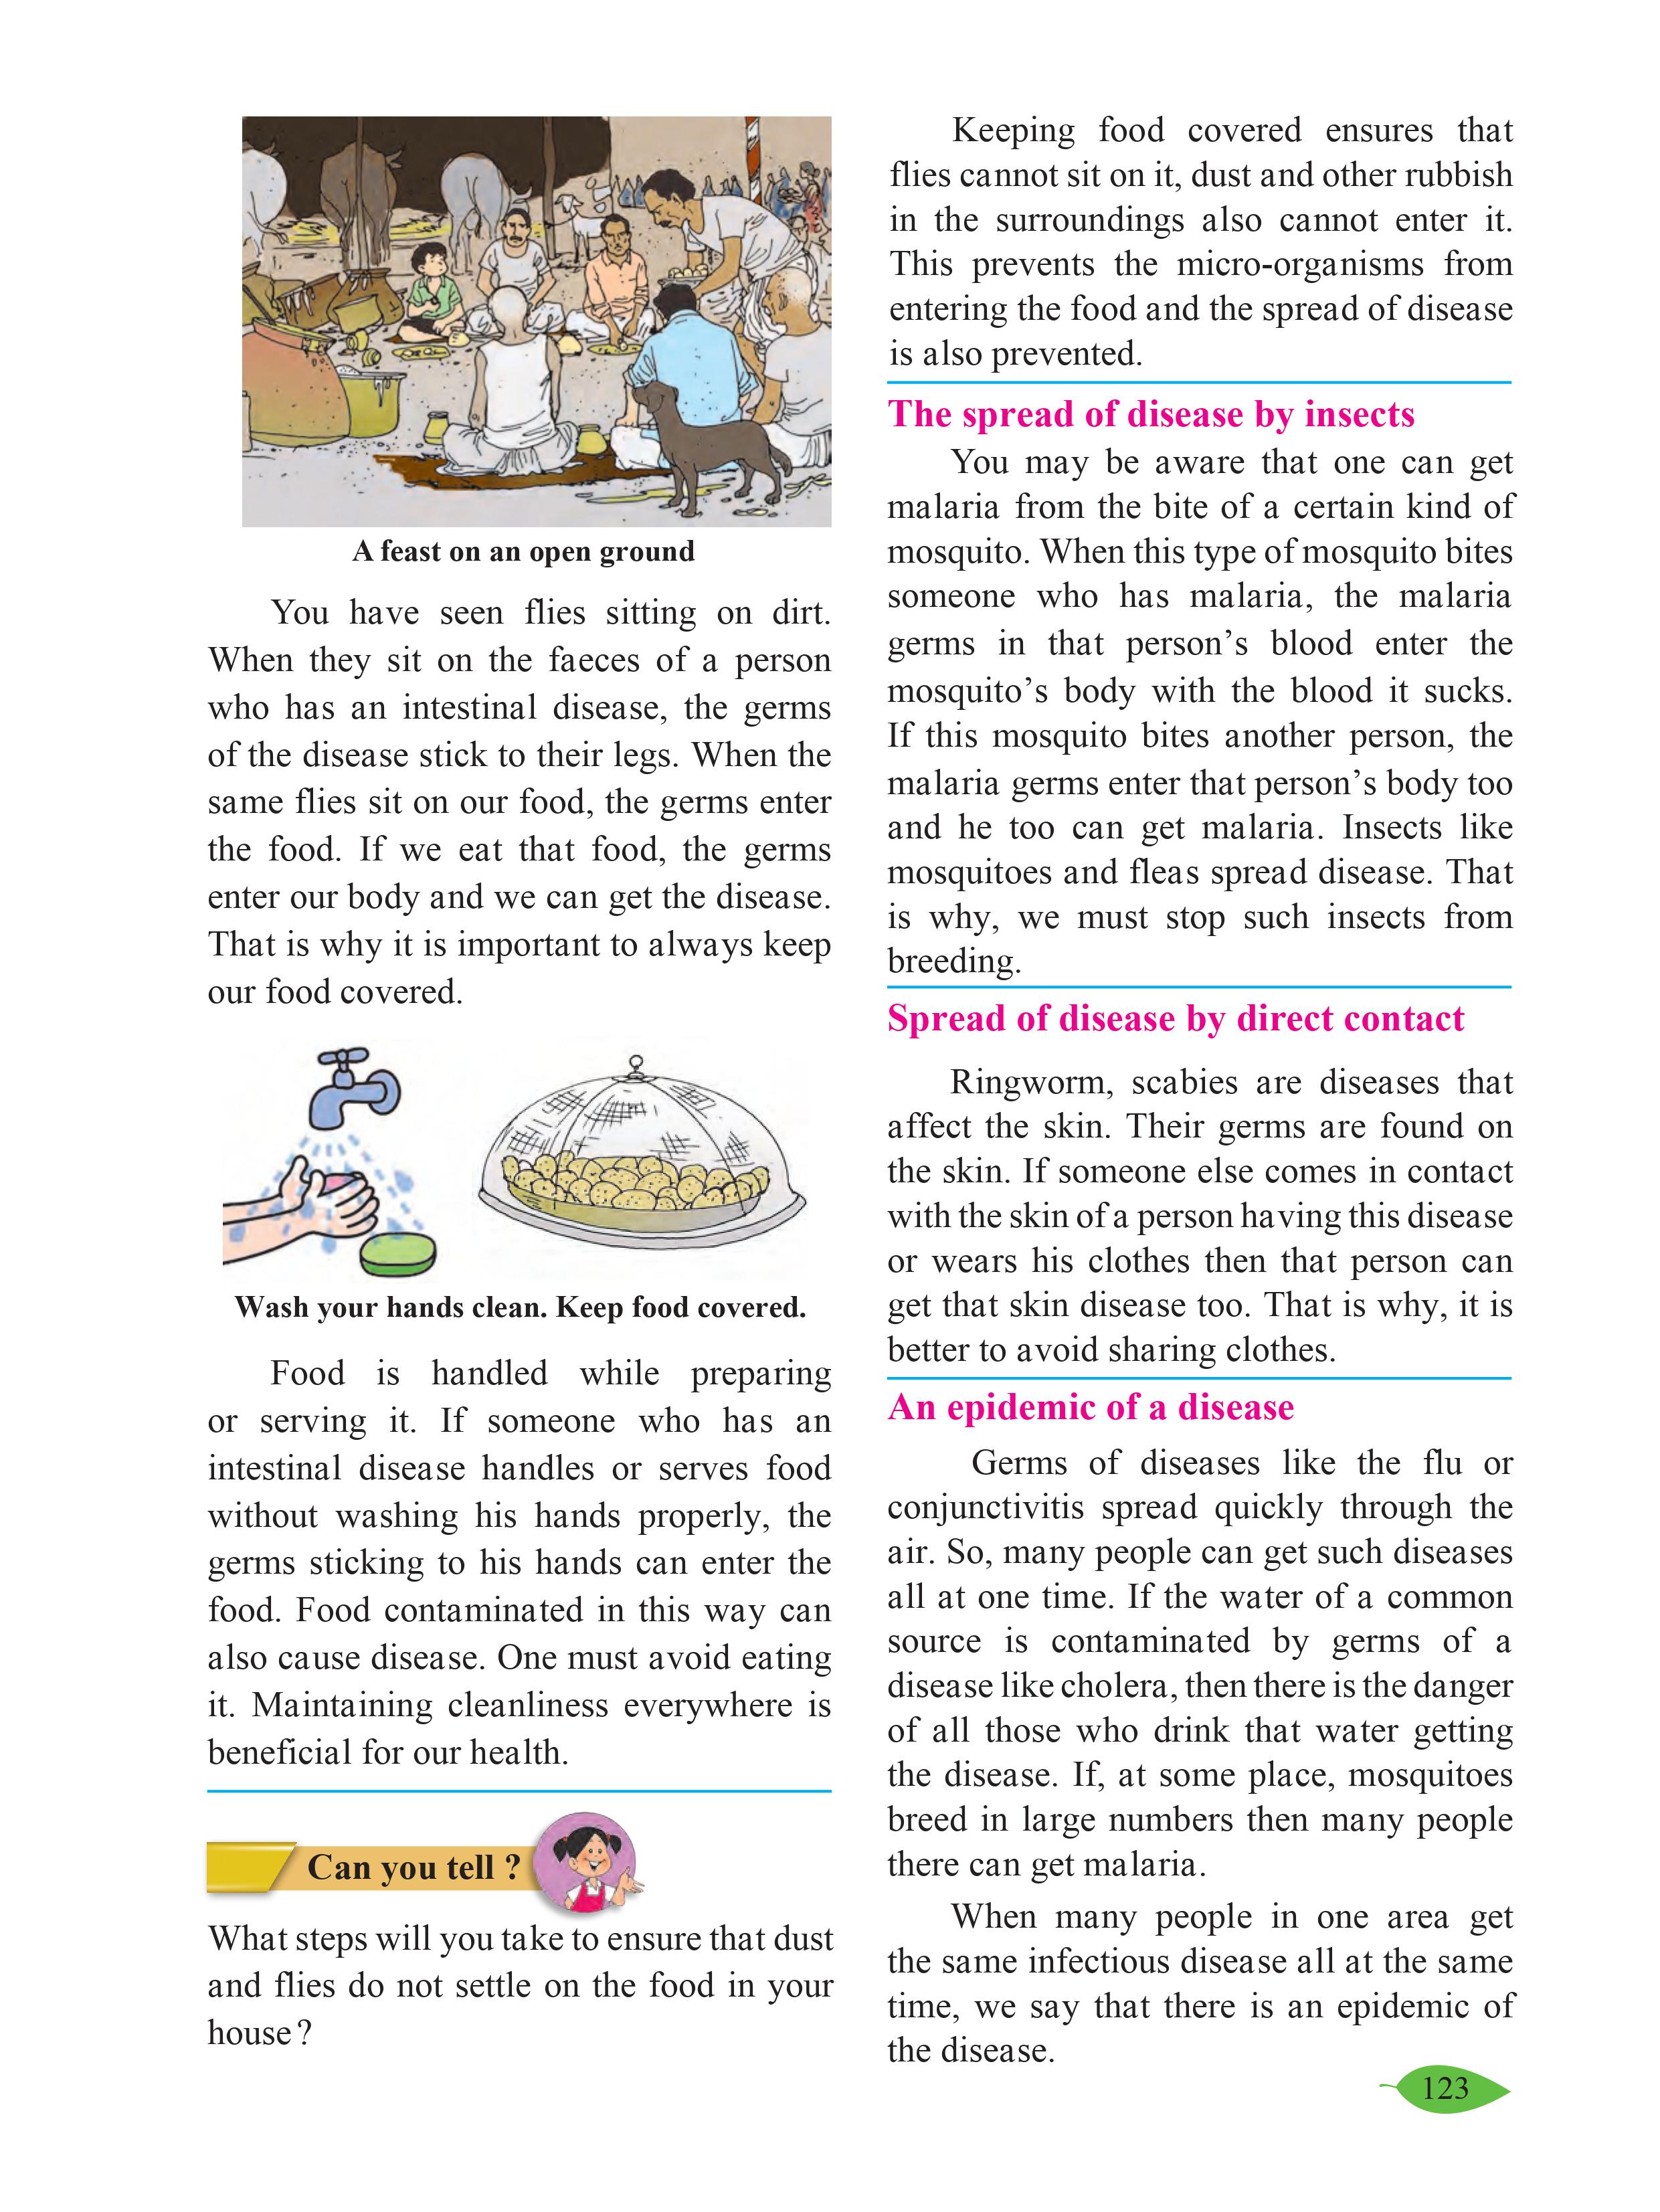 A feast on an open ground
You have seen flies sitting on dirt.
When they sit on the faeces of a person
who has an intestinal disease, the germs
of the disease stick to their legs. When the
same flies sit on our food, the germs enter
the food. If we eat that food, the germs
enter our body and we can get the disease.
That is why it is important to always keep
our food covered.
Wash your hands clean. Keep food covered.
Food is handled while preparing
or serving it. If someone who has an
intestinal disease handles or serves food
without washing his hands properly, the
germs sticking to his hands can enter the
food. Food contaminated in this way can
also cause disease. One must avoid eating
it. Maintaining cleanliness everywhere is
beneficial for our health.
Can you tell ?
What steps will you take to ensure that dust
and flies do not settle on the food in your
house ?
Keeping food covered ensures that
flies cannot sit on it, dust and other rubbish
in the surroundings also cannot enter it.
This prevents the micro-organisms from
entering the food and the spread of disease
is also prevented.
The spread of disease by insects
You may be aware that one can get
malaria from the bite of a certain kind of
mosquito. When this type of mosquito bites
someone who has malaria, the malaria
germs in that person's blood enter the
mosquito's body with the blood it sucks.
If this mosquito bites another person, the
malaria germs enter that person's body too
and he too can get malaria. Insects like
mosquitoes and fleas spread disease. That
is why, we must stop such insects from
breeding.
Spread of disease by direct contact
Ringworm, scabies are diseases that
affect the skin. Their germs are found on
the skin. If someone else comes in contact
with the skin of a person having this disease
or wears his clothes then that person can
get that skin disease too. That is why, it is
better to avoid sharing clothes.
An epidemic of a disease
Germs of diseases like the flu or
conjunctivitis spread quickly through the
air. So, many people can get such diseases
all at one time. If the water of a common
source is contaminated by germs of a
disease like cholera, then there is the danger
of all those who drink that water getting
the disease. If, at some place, mosquitoes
breed in large numbers then many people
there can get malaria.
When many people in one area get
the same infectious disease all at the same
time, we say that there is an epidemic of
the disease.
123